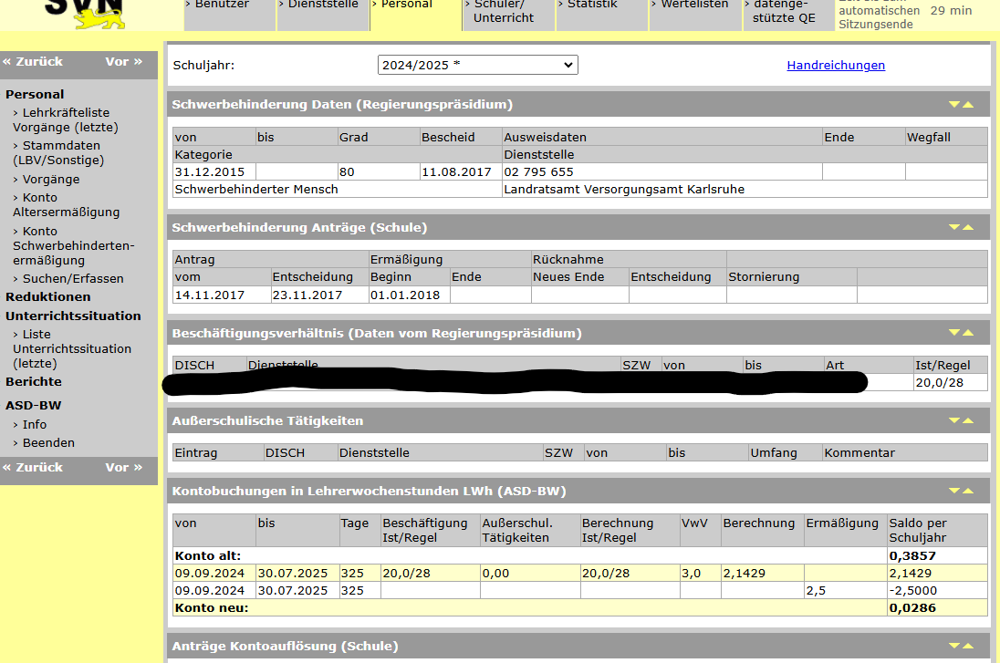 SVN
› Benutzer › Dienststelle › Personal › Schüler/ › Statistik › Wertelisten › datenge-
Unterricht stützte QE
automatischen 29 min
Sitzungsende
« Zurück Vor »
Personal
› Lehrkräfteliste
Vorgänge (letzte)
› Stammdaten
(LBV/Sonstige)
› Vorgänge
› Konto
Altersermäßigung
› Konto
Schwerbehinderten-
ermäßigung
› Suchen/Erfassen
Reduktionen
Unterrichtssituation
› Liste
Unterrichtssituation
(letzte)
Berichte
ASD-BW
› Info
› Beenden
« Zurück Vor »
Schuljahr: 2024/2025 * Handreichungen
Schwerbehinderung Daten (Regierungspräsidium)
von bis Grad Bescheid Ausweisdaten Ende Wegfall
Kategorie Dienststelle
31.12.2015 80 11.08.2017 02 795 655
Schwerbehinderter Mensch Landratsamt Versorgungsamt Karlsruhe
Schwerbehinderung Anträge (Schule)
Antrag Ermäßigung Rücknahme
vom Entscheidung Beginn Ende Neues Ende Entscheidung Stornierung
14.11.2017 23.11.2017 01.01.2018
Beschäftigungsverhältnis (Daten vom Regierungspräsidium)
DISCH Dienststelle SZW von bis Art Ist/Regel
20,0/28
Außerschulische Tätigkeiten
Eintrag DISCH Dienststelle SZW von bis Umfang Kommentar
Kontobuchungen in Lehrerwochenstunden LWh (ASD-BW)
von bis Tage Beschäftigung Außerschul. Berechnung VwV Berechnung Ermäßigung Saldo per
Ist/Regel Tätigkeiten Ist/Regel Schuljahr
Konto alt: 0,3857
09.09.2024 30.07.2025 325 20,0/28 0,00 20,0/28 3,0 2,1429 2,1429
09.09.2024 30.07.2025 325 2,5 -2,5000
Konto neu: 0,0286
Anträge Kontoauflösung (Schule)